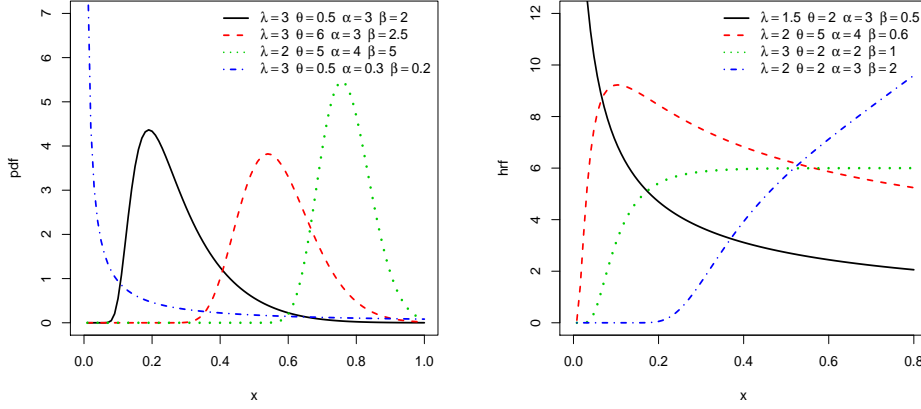 λ=3 θ=0.5 α=3 β=2
λ=3 θ=6 α=3 β=2.5
λ=2 θ=5 α=4 β=5
λ=3 θ=0.5 α=0.3 β=0.2
pdf
7
6
5
4
3
2
1
0
0.0 0.2 0.4 0.6 0.8 1.0
x
λ=1.5 θ=2 α=3 β=0.5
λ=2 θ=5 α=4 β=0.6
λ=3 θ=2 α=2 β=1
λ=2 θ=2 α=3 β=2
hrf
12
10
8
6
4
2
0
0.0 0.2 0.4 0.6 0.8
x